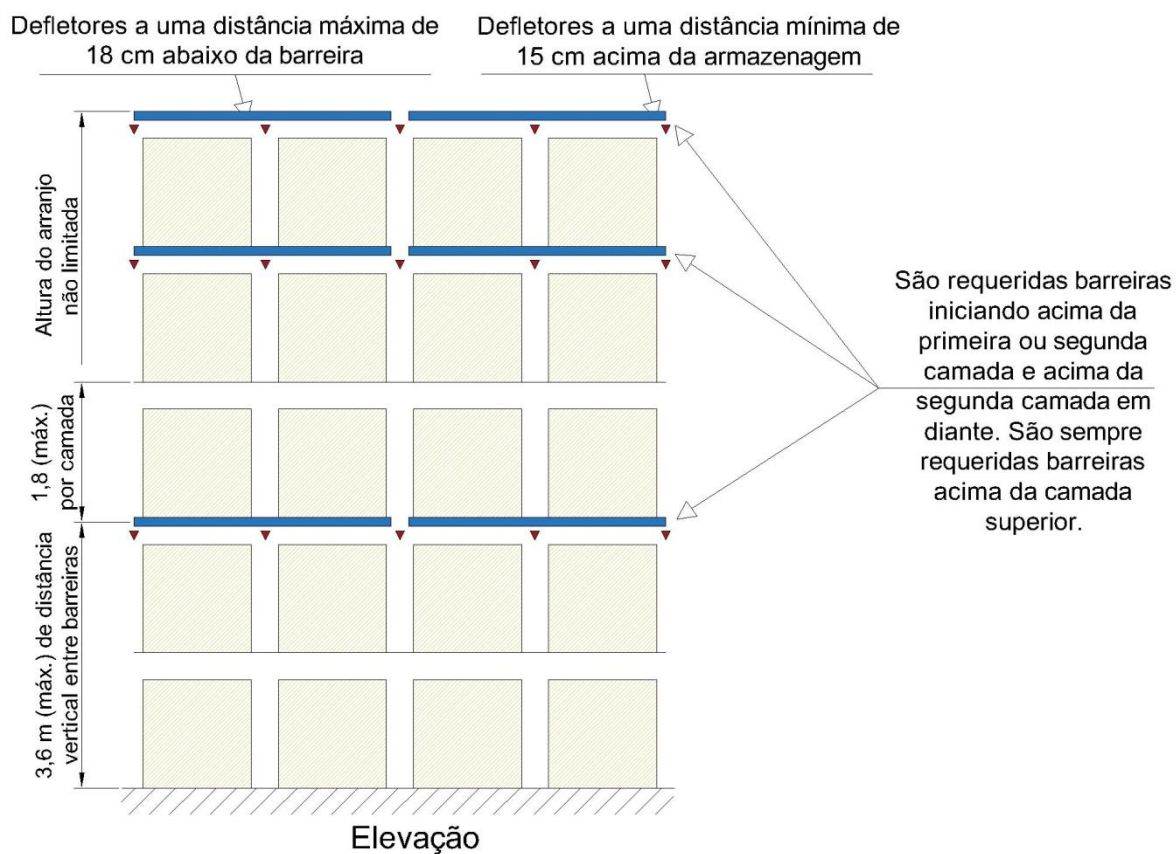 Defletores a uma distância máxima de
18 cm abaixo da barreira
Defletores a uma distância mínima de
15 cm acima da armazenagem
Altura do arranjo
não limitada
1,8 (máx.)
por camada
3,6 m (máx.) de distância
vertical entre barreiras
São requeridas barreiras
iniciando acima da
primeira ou segunda
camada e acima da
segunda camada em
diante. São sempre
requeridas barreiras
acima da camada
superior.
Elevação